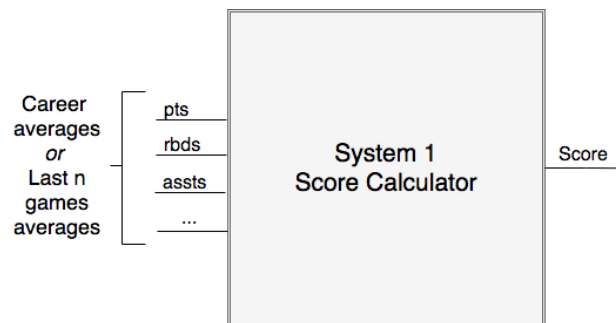 Career
averages
or
Last n
games
averages
pts
rbds
assts
...
System 1
Score Calculator
Score